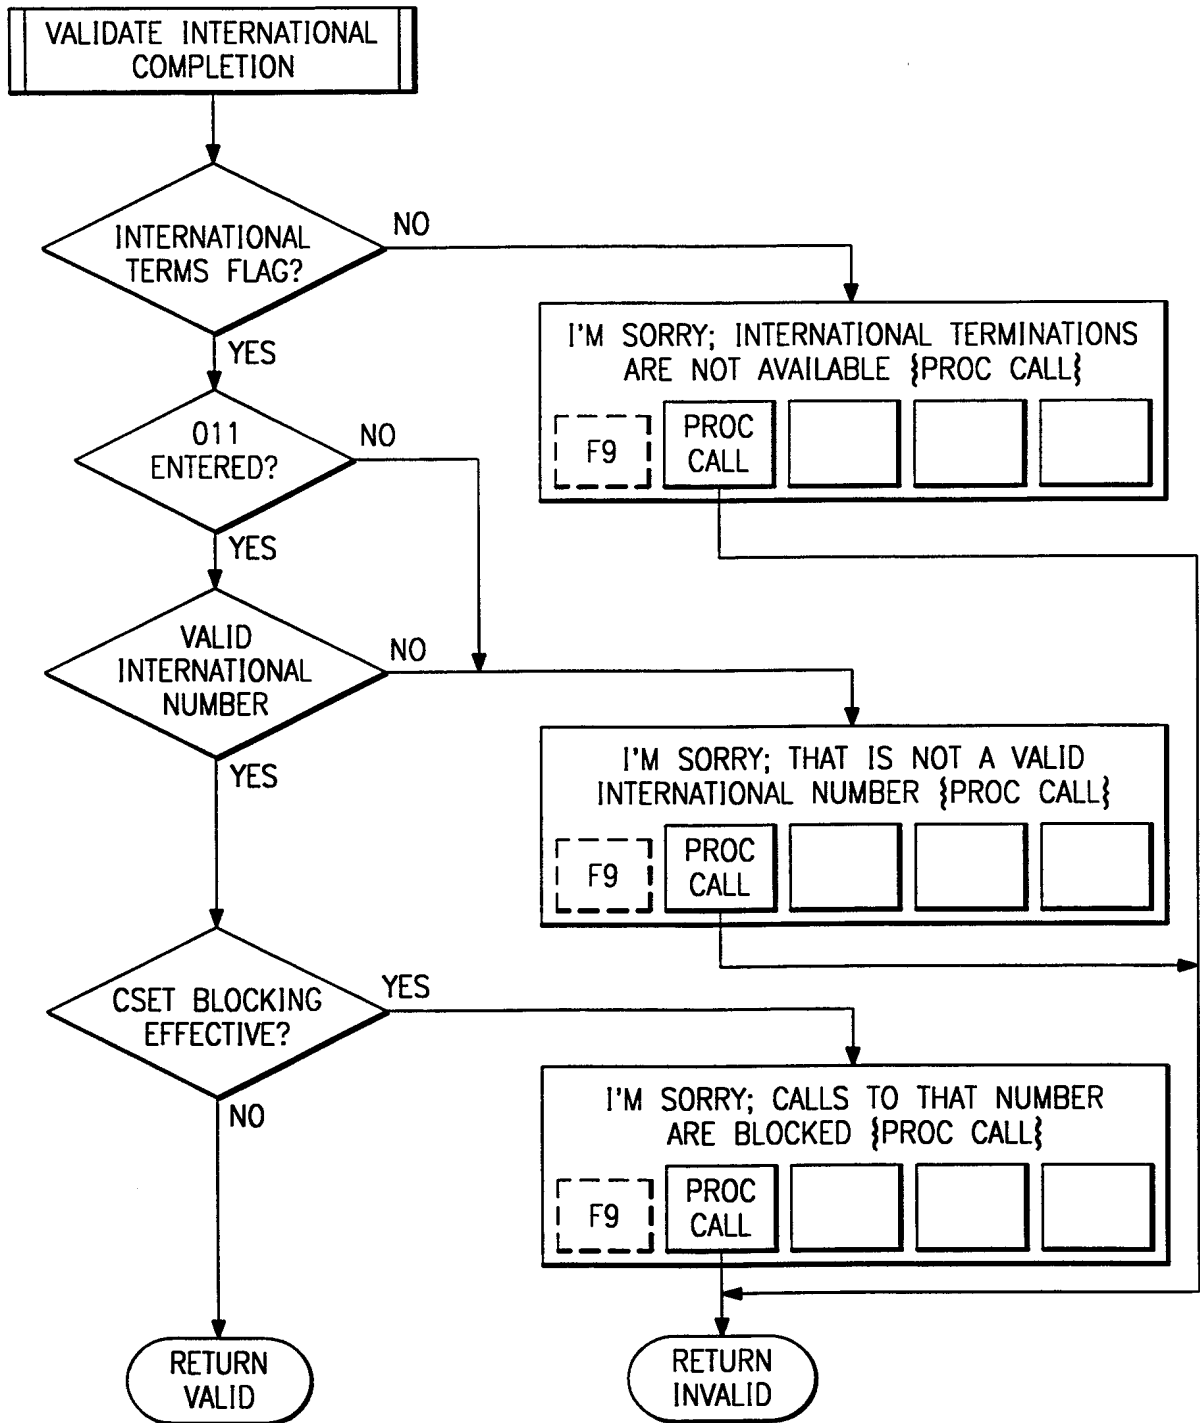 VALIDATE INTERNATIONAL
COMPLETION
INTERNATIONAL
TERMS FLAG?
NO
YES
I'M SORRY; INTERNATIONAL TERMINATIONS
ARE NOT AVAILABLE {PROC CALL}
F9
PROC
CALL
011
ENTERED?
NO
YES
VALID
INTERNATIONAL
NUMBER
NO
YES
I'M SORRY; THAT IS NOT A VALID
INTERNATIONAL NUMBER {PROC CALL}
F9
PROC
CALL
CSET BLOCKING
EFFECTIVE?
YES
NO
I'M SORRY; CALLS TO THAT NUMBER
ARE BLOCKED {PROC CALL}
F9
PROC
CALL
RETURN
VALID
RETURN
INVALID